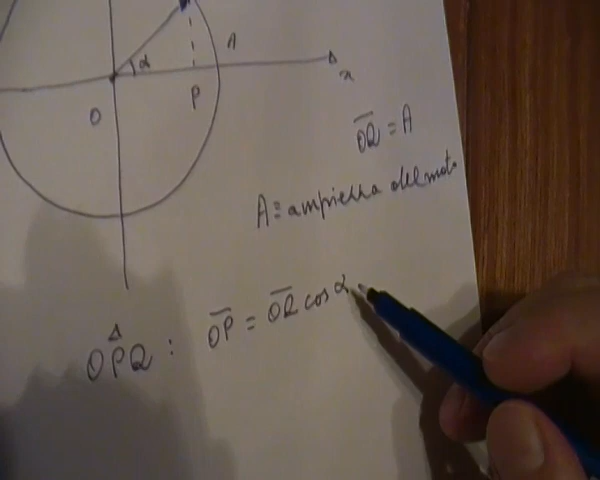 A
α
x
O
P
OQ = A
A = ampiezza del moto
OPQ : OP = OQ cos α